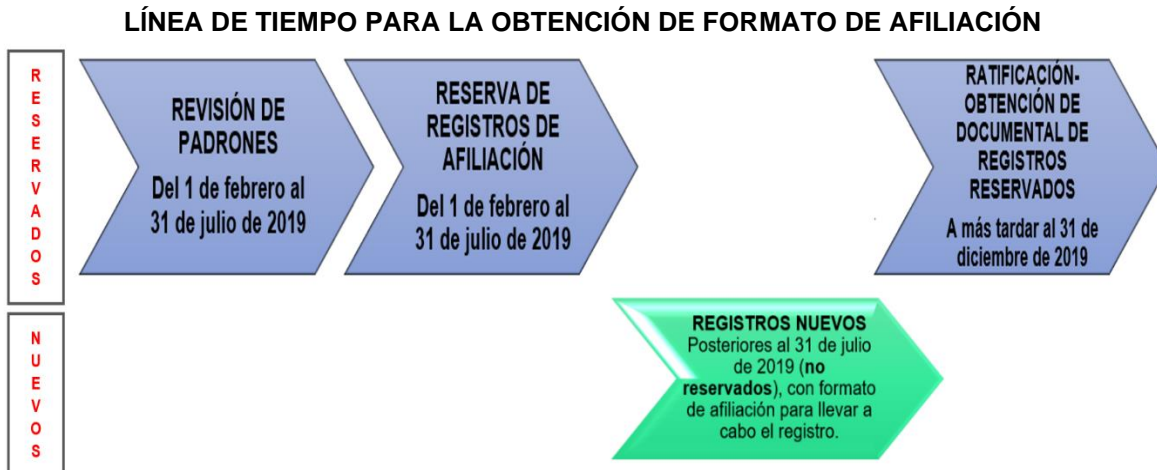 LÍNEA DE TIEMPO PARA LA OBTENCIÓN DE FORMATO DE AFILIACIÓN
RESERVADOS
REVISIÓN DE
PADRONES
Del 1 de febrero al
31 de julio de 2019
RESERVA DE
REGISTROS DE
AFILIACIÓN
Del 1 de febrero al
31 de julio de 2019
RATIFICACIÓN-
OBTENCIÓN DE
DOCUMENTAL DE
REGISTROS
RESERVADOS
A más tardar al 31 de
diciembre de 2019
NUEVOS
REGISTROS NUEVOS
Posteriores al 31 de julio
de 2019 (no
reservados), con formato
de afiliación para llevar a
cabo el registro.